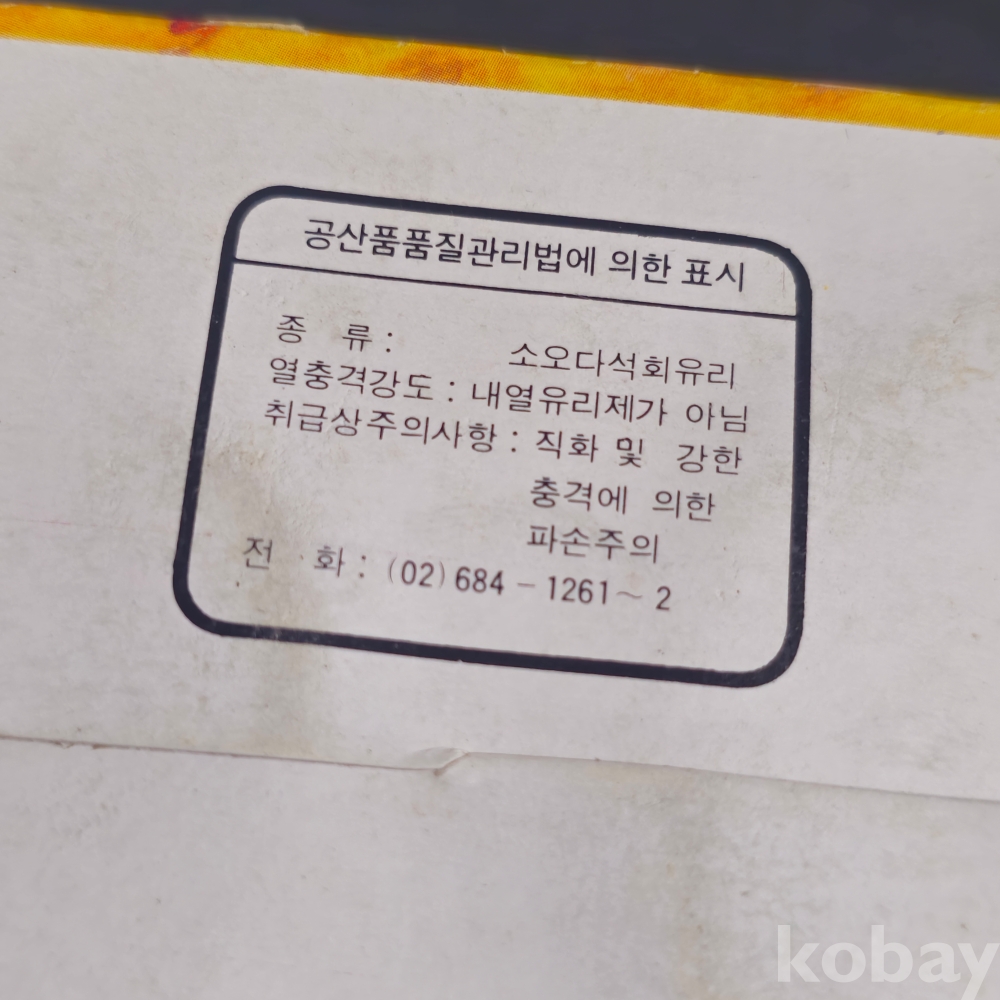 공산품품질관리법에 의한 표시
종 류 : 소오다석회유리
열충격강도 : 내열유리제가 아님
취급상주의사항 : 직화 및 강한
충격에 의한
파손주의
전 화 : (02) 684 - 1261~ 2
kobay